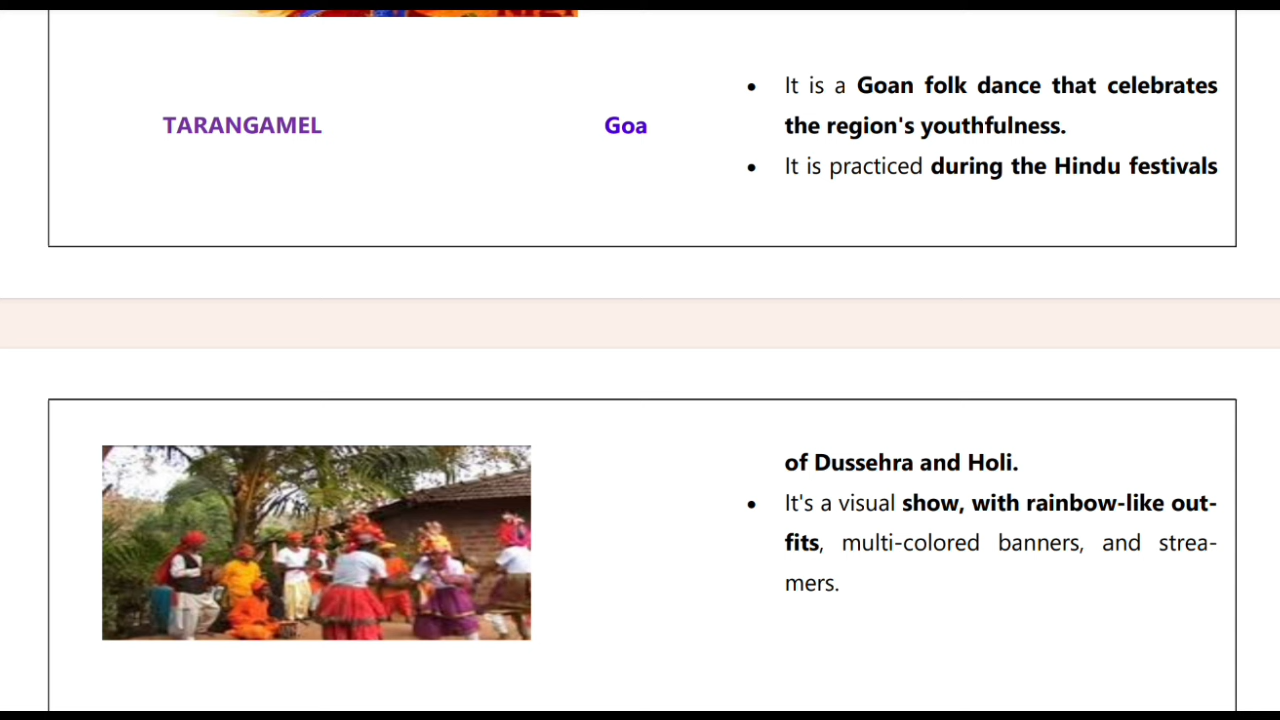 TARANGAMEL
Goa
• It is a Goan folk dance that celebrates
the region's youthfulness.
• It is practiced during the Hindu festivals
of Dussehra and Holi.
• It's a visual show, with rainbow-like out-
fits, multi-colored banners, and strea-
mers.